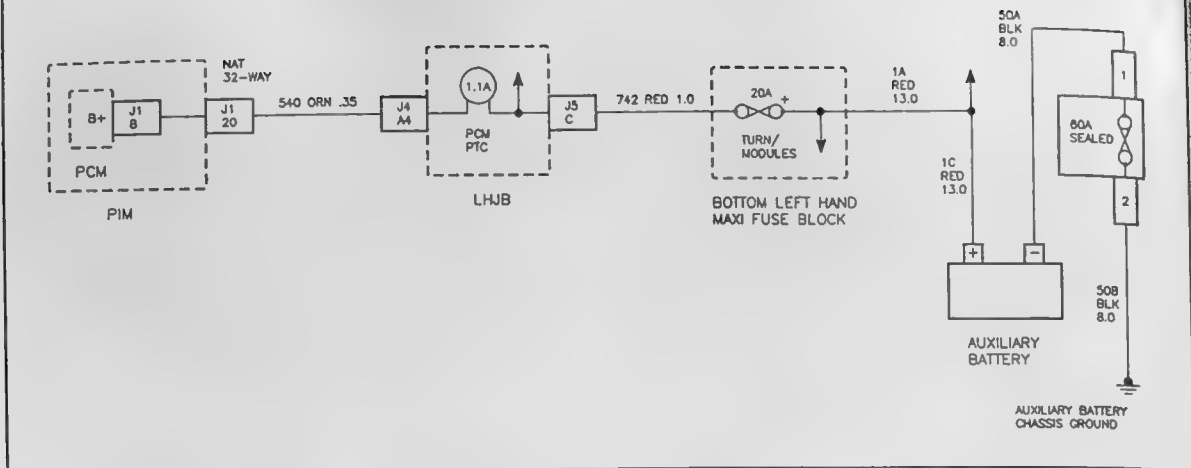 NAT
32-WAY
B+
J1
8
PCM
PIM
J1
20
540 ORN .35
J4
A4
1.1A
PCM
PTC
LHJB
J5
C
742 RED 1.0
20A
+
TURN/
MODULES
BOTTOM LEFT HAND
MAXI FUSE BLOCK
1A
RED
13.0
1C
RED
13.0
+
-
AUXILIARY
BATTERY
50A
BLK
8.0
1
60A
SEALED
2
50B
BLK
8.0
AUXILIARY BATTERY
CHASSIS GROUND